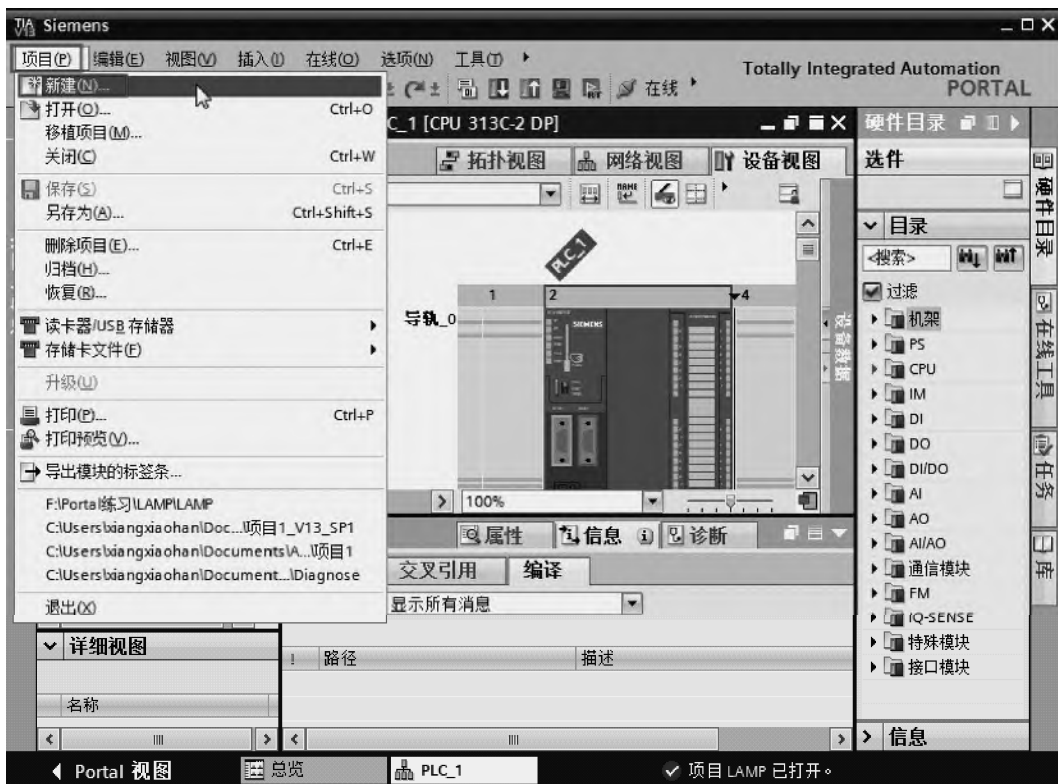 Siemens
项目(P) 编辑(E) 视图(V) 插入(I) 在线(O) 选项(N) 工具(T)
Totally Integrated Automation
PORTAL
在线
新建(N)...
打开(O)... Ctrl+O
移植项目(M)...
关闭(C) Ctrl+W
保存(S) Ctrl+S
另存为(A)... Ctrl+Shift+S
删除项目(E)... Ctrl+E
归档(H)...
恢复(R)...
读卡器/USB 存储器
存储卡文件(F)
升级(U)
打印(P)... Ctrl+P
打印预览(V)...
导出模块的标签条...
F:\Portal练习\LAMP\LAMP
C:\Users\xiangxiaohan\Doc...\项目1_V13_SP1
C:\Users\xiangxiaohan\Documents\A...\项目1
C:\Users\xiangxiaohan\Document...\Diagnose
退出(X)
C_1 [CPU 313C-2 DP]
拓扑视图 网络视图 设备视图
PLC_1
1 2 4
导轨_0
SIEMENS
设备数据
100%
属性 信息 诊断
交叉引用 编译
显示所有消息
! 路径 描述
详细视图
名称
硬件目录
选件
目录
<搜索>
过滤
机架
PS
CPU
IM
DI
DO
DI/DO
AI
AO
AI/AO
通信模块
FM
IQ-SENSE
特殊模块
接口模块
信息
硬件目录
在线工具
任务
库
Portal 视图 总览 PLC_1 项目 LAMP 已打开。